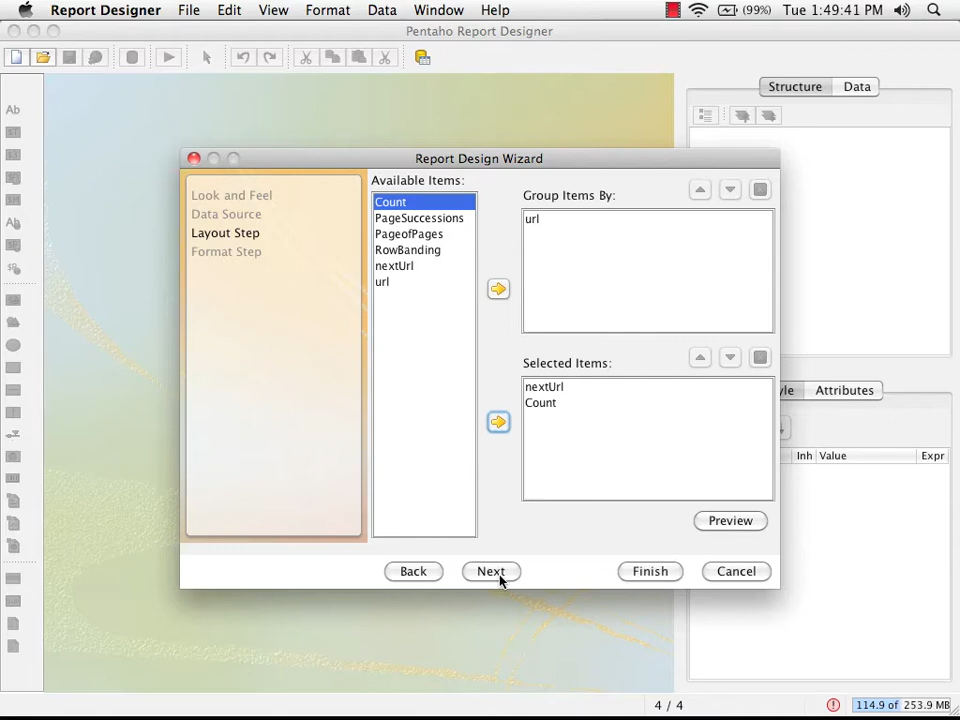 Report Designer File Edit View Format Data Window Help (99%) Tue 1:49:41 PM
Pentaho Report Designer
Structure Data
Ab
Report Design Wizard
Look and Feel
Data Source
Layout Step
Format Step
Available Items:
Count
PageSuccessions
PageofPages
RowBanding
nextUrl
url
Group Items By:
url
Selected Items:
nextUrl
Count
Preview
Back Next Finish Cancel
Attributes
Inh Value Expr
4 / 4
114.9 of 253.9 MB